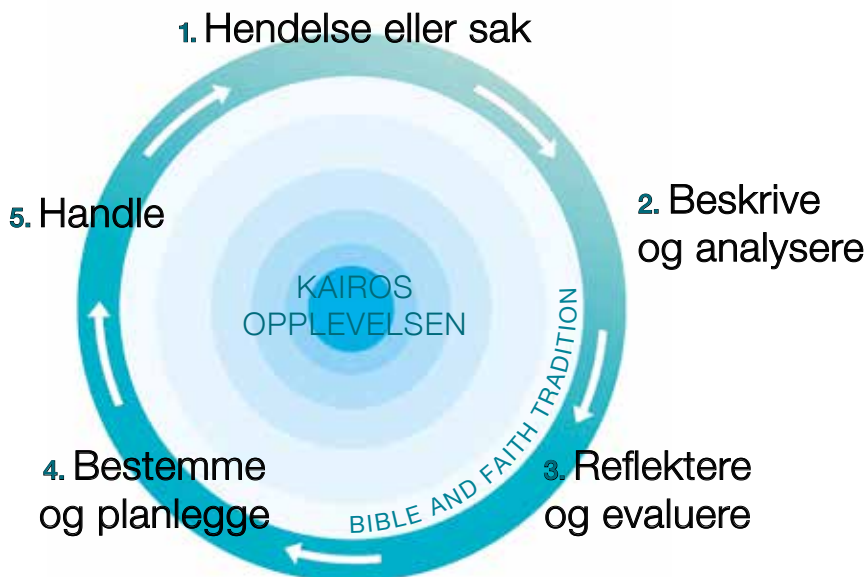 1. Hendelse eller sak
2. Beskrive
og analysere
3. Reflektere
og evaluere
4. Bestemme
og planlegge
5. Handle
KAIROS
OPPLEVELSEN
BIBLE AND FAITH TRADITION